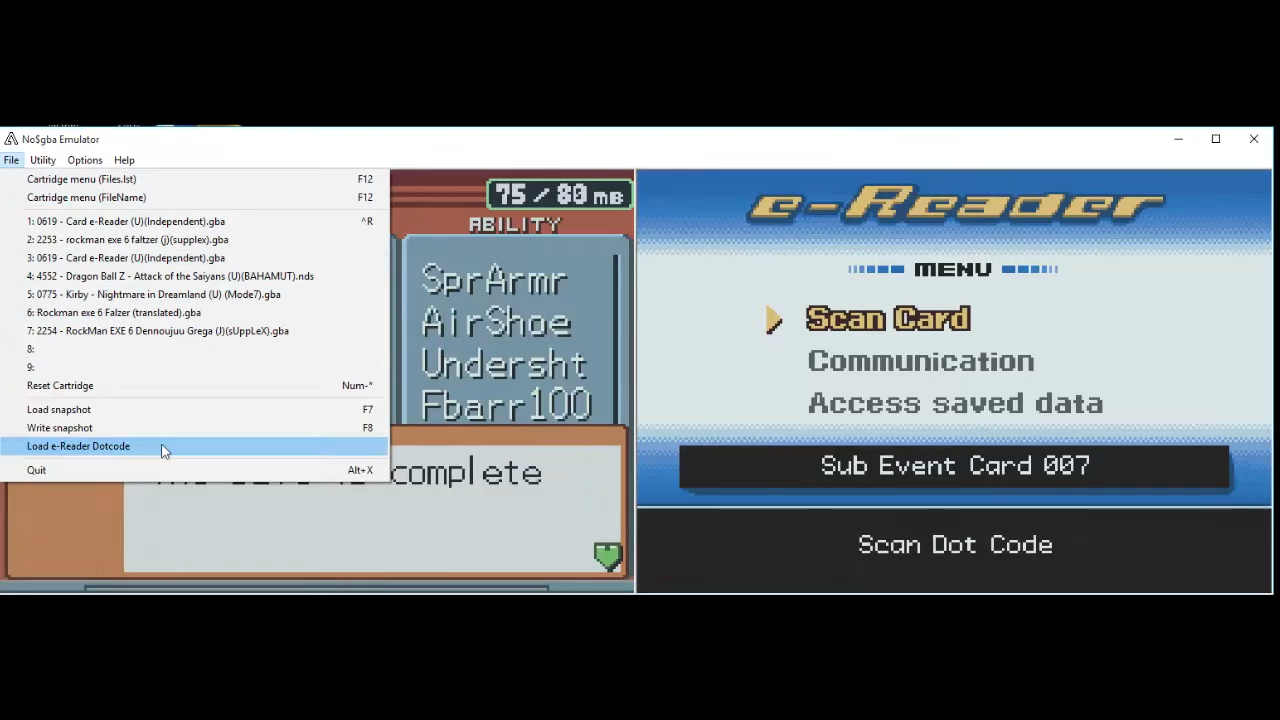 No$gba Emulator
File Utility Options Help
Cartridge menu (Files.lst) F12
Cartridge menu (FileName) F12
1: 0619 - Card e-Reader (U)(Independent).gba ^R
2: 2253 - rockman exe 6 faltzer (j)(supplex).gba
3: 0619 - Card e-Reader (U)(Independent).gba
4: 4552 - Dragon Ball Z - Attack of the Saiyans (U)(BAHAMUT).nds
5: 0775 - Kirby - Nightmare in Dreamland (U) (Mode7).gba
6: Rockman exe 6 Falzer (translated).gba
7: 2254 - RockMan EXE 6 Dennoujuu Grega (J)(sUppLeX).gba
8:
9:
Reset Cartridge Num-*
Load snapshot F7
Write snapshot F8
Load e-Reader Dotcode
Quit Alt+X
75/80 MB
ABILITY
SprArmr
AirShoe
Undersht
Fbarr100
complete
e-Reader
MENU
Scan Card
Communication
Access saved data
Sub Event Card 007
Scan Dot Code